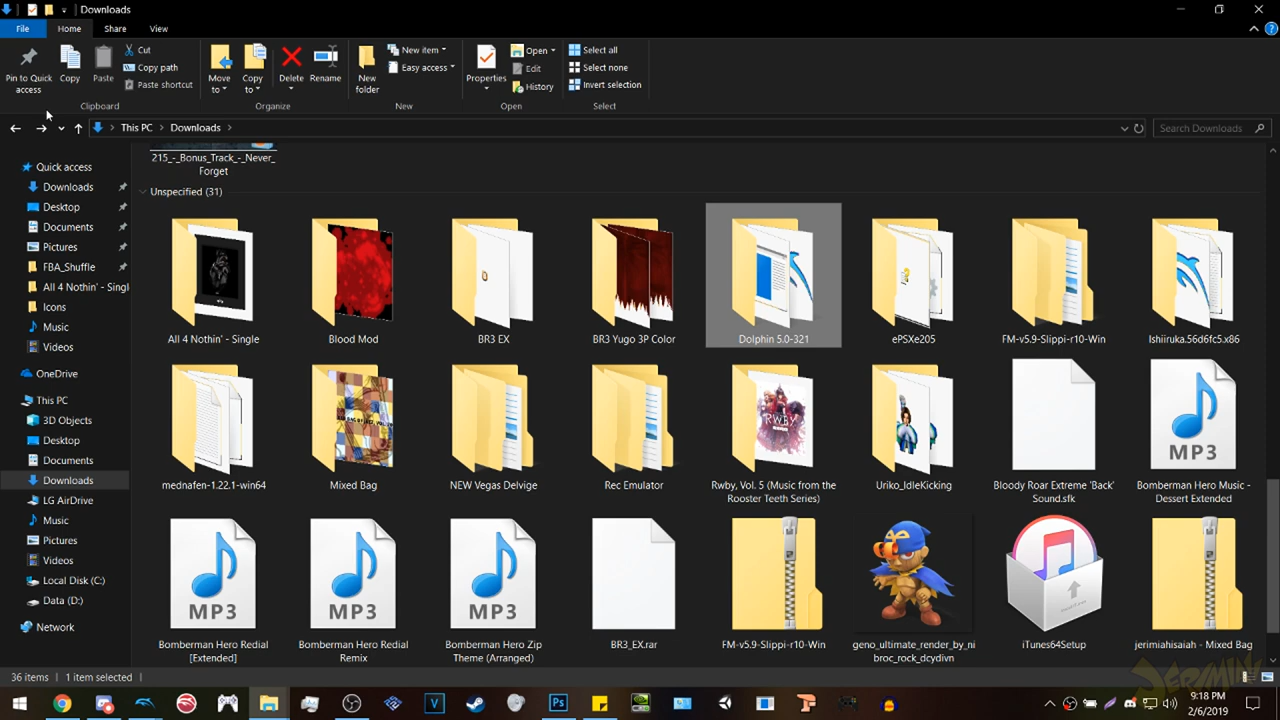 Downloads
File Home Share View
Pin to Quick access
Copy
Paste
Cut
Copy path
Paste shortcut
Clipboard
Move to
Copy to
Delete
Rename
Organize
New folder
New item
Easy access
New
Properties
Open
Edit
History
Open
Select all
Select none
Invert selection
Select
This PC > Downloads >
Search Downloads
Quick access
Downloads
Desktop
Documents
Pictures
FBA_Shuffle
All 4 Nothin' - Singl
Icons
Music
Videos
OneDrive
This PC
3D Objects
Desktop
Documents
Downloads
LG AirDrive
Music
Pictures
Videos
Local Disk (C:)
Data (D:)
Network
215_-_Bonus_Track_-_Never_
Forget
Unspecified (31)
All 4 Nothin' - Single
Blood Mod
BR3 EX
BR3 Yugo 3P Color
Dolphin 5.0-321
ePSXe205
FM-v5.9-Slippi-r10-Win
Ishiiruka.56d6fc5.x86
RWBY
mednafen-1.22.1-win64
Mixed Bag
NEW Vegas Delvige
Rec Emulator
Rwby, Vol. 5 (Music from the
Rooster Teeth Series)
Uriko_IdleKicking
Bloody Roar Extreme 'Back'
Sound.sfk
MP3
Bomberman Hero Music -
Dessert Extended
MP3
Bomberman Hero Redial
[Extended]
MP3
Bomberman Hero Redial
Remix
MP3
Bomberman Hero Zip
Theme (Arranged)
BR3_EX.rar
FM-v5.9-Slippi-r10-Win
geno_ultimate_render_by_ni
broc_rock_dcydivn
iTunes64Setup
jerimiahisaiah - Mixed Bag
36 items
1 item selected
V
Ps
9:18 PM
2/6/2019